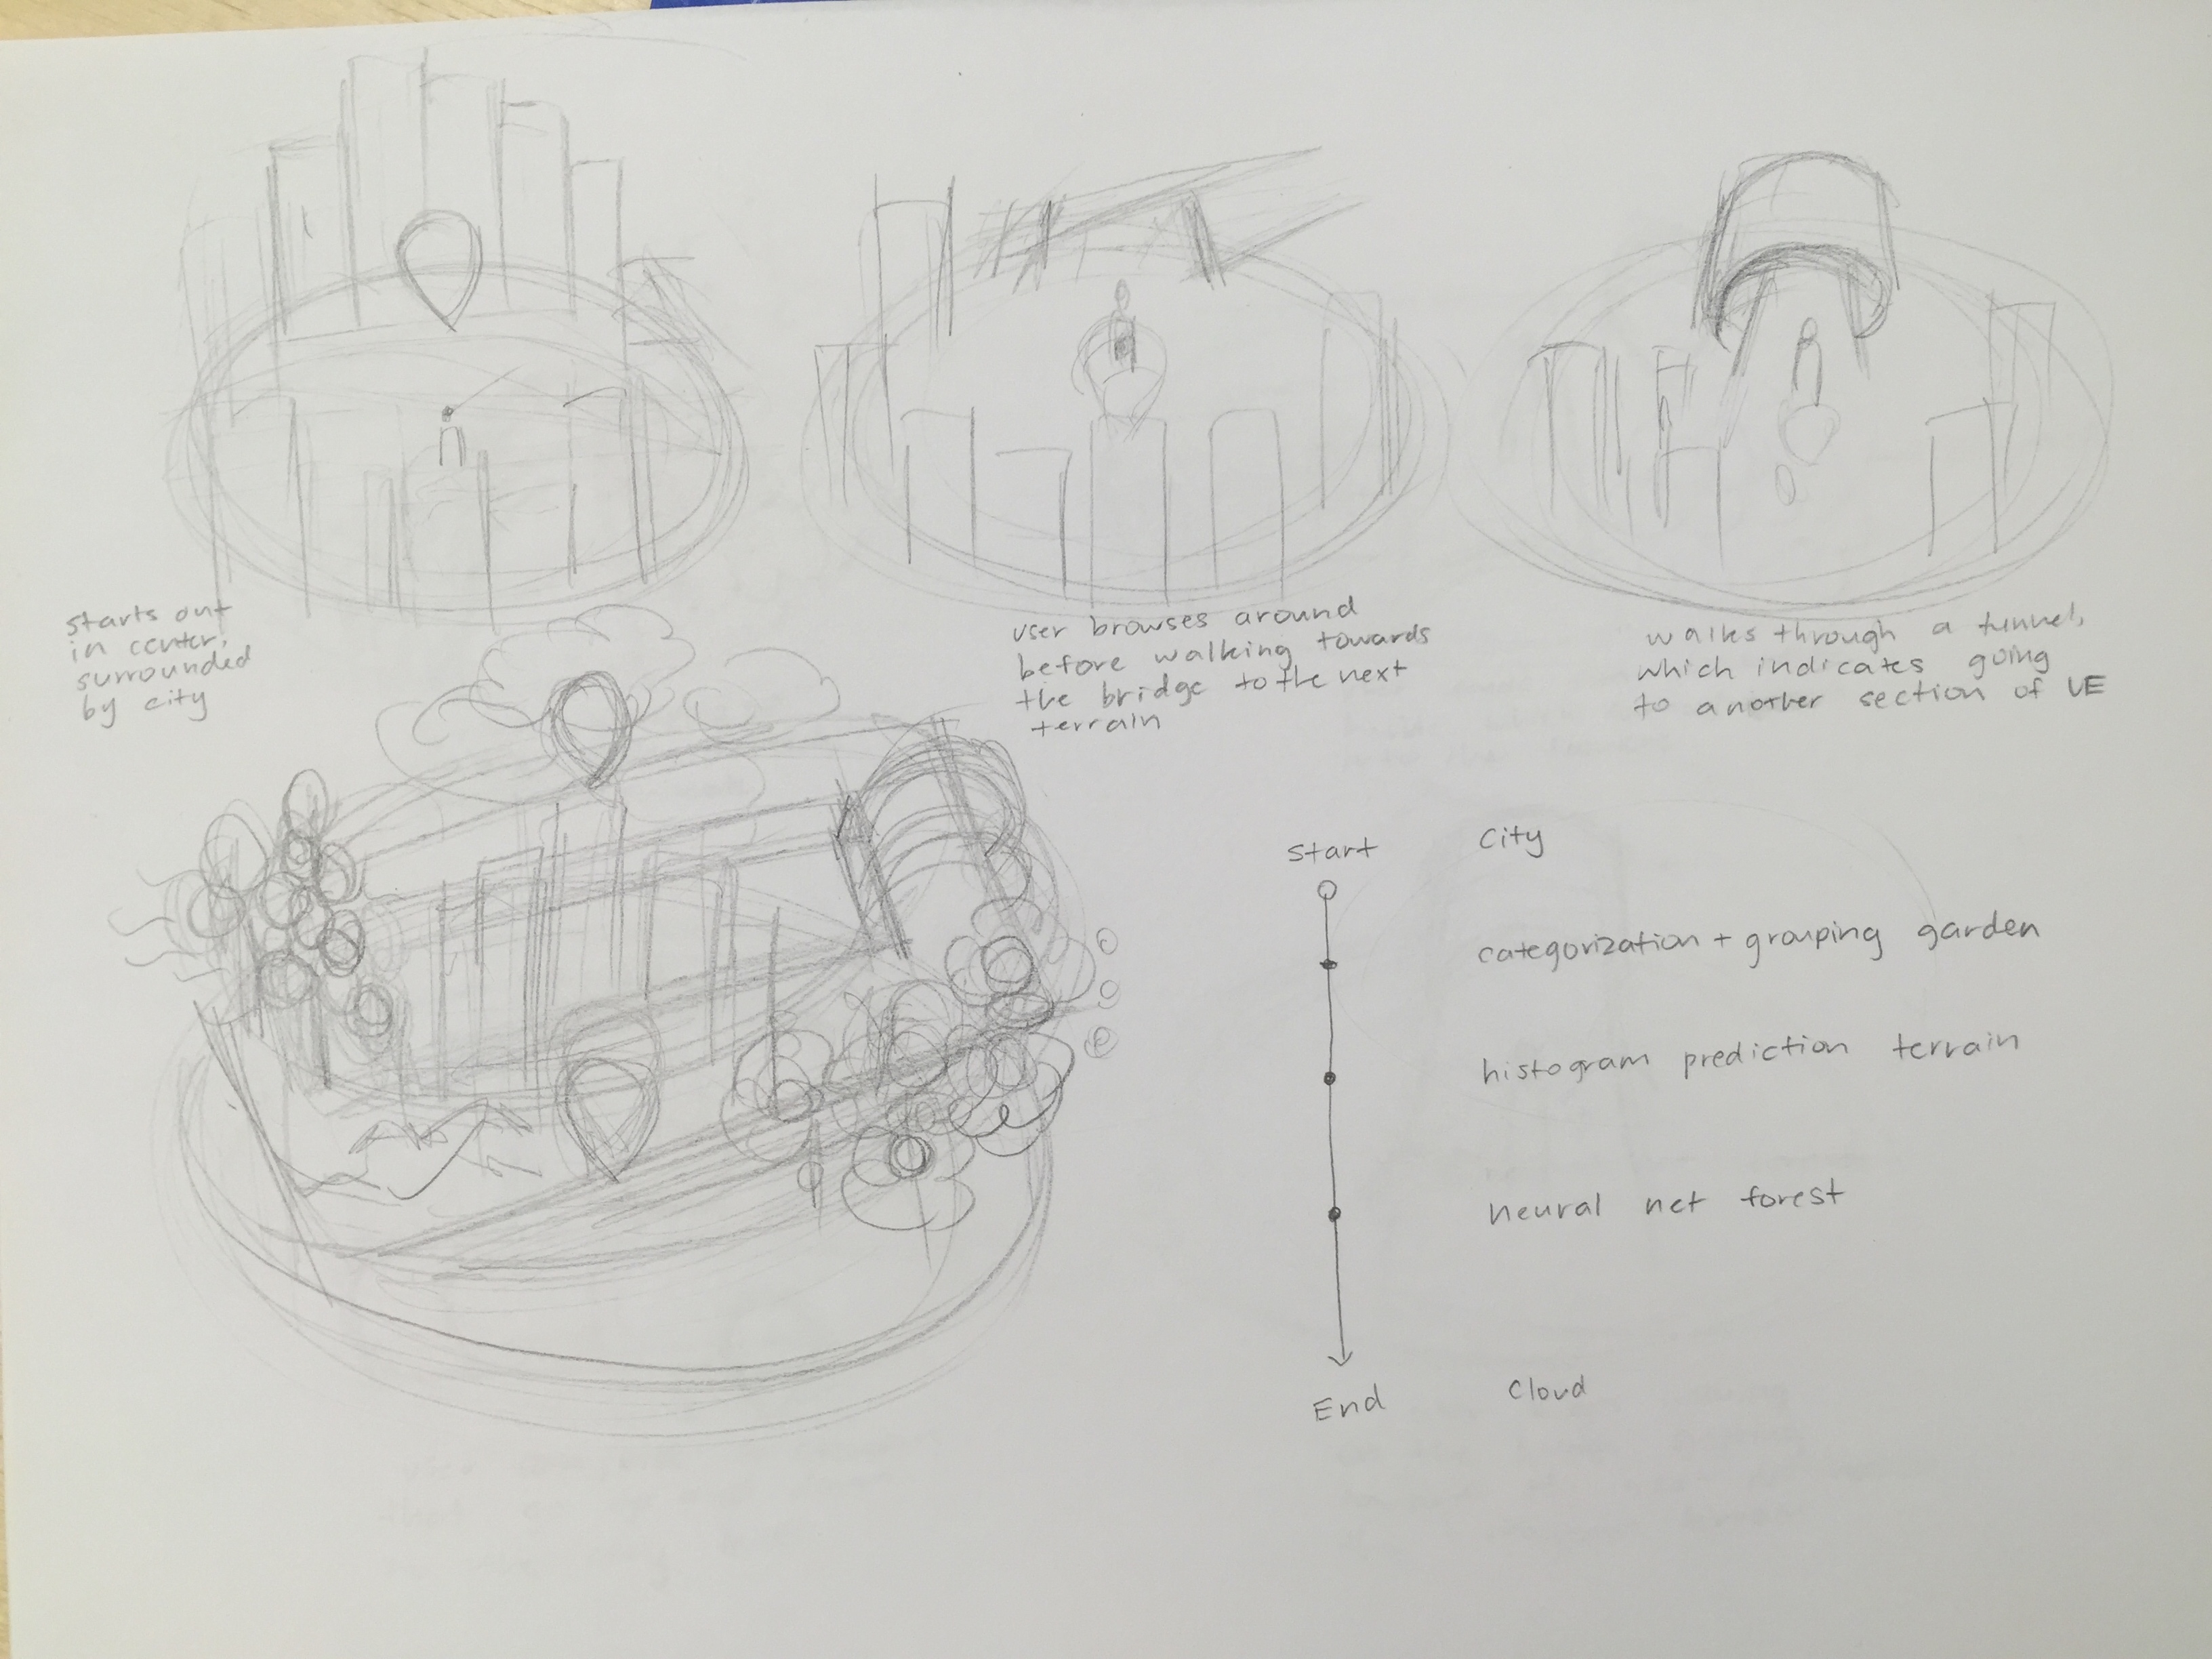 starts out
in center,
surrounded
by city
user browses around
before walking towards
the bridge to the next
terrain
walks through a tunnel,
which indicates going
to another section of VE
Start City
categorization + grouping garden
histogram prediction terrain
neural net forest
End Cloud